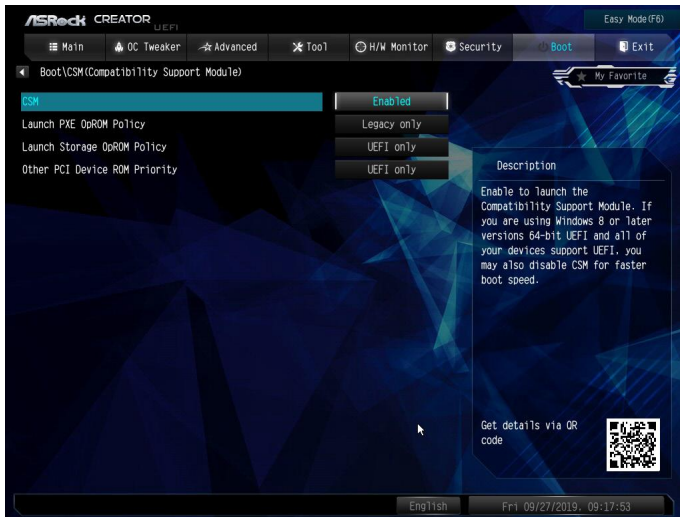 ASRock CREATOR
UEFI
Easy Mode(F6)
Main OC Tweaker Advanced Tool H/W Monitor Security Boot Exit
Boot\CSM(Compatibility Support Module)
My Favorite
CSM Enabled
Launch PXE OpROM Policy Legacy only
Launch Storage OpROM Policy UEFI only
Other PCI Device ROM Priority UEFI only
Description
Enable to launch the
Compatibility Support Module. If
you are using Windows 8 or later
versions 64-bit UEFI and all of
your devices support UEFI, you
may also disable CSM for faster
boot speed.
Get details via QR
code
English
Fri 09/27/2019, 09:17:53